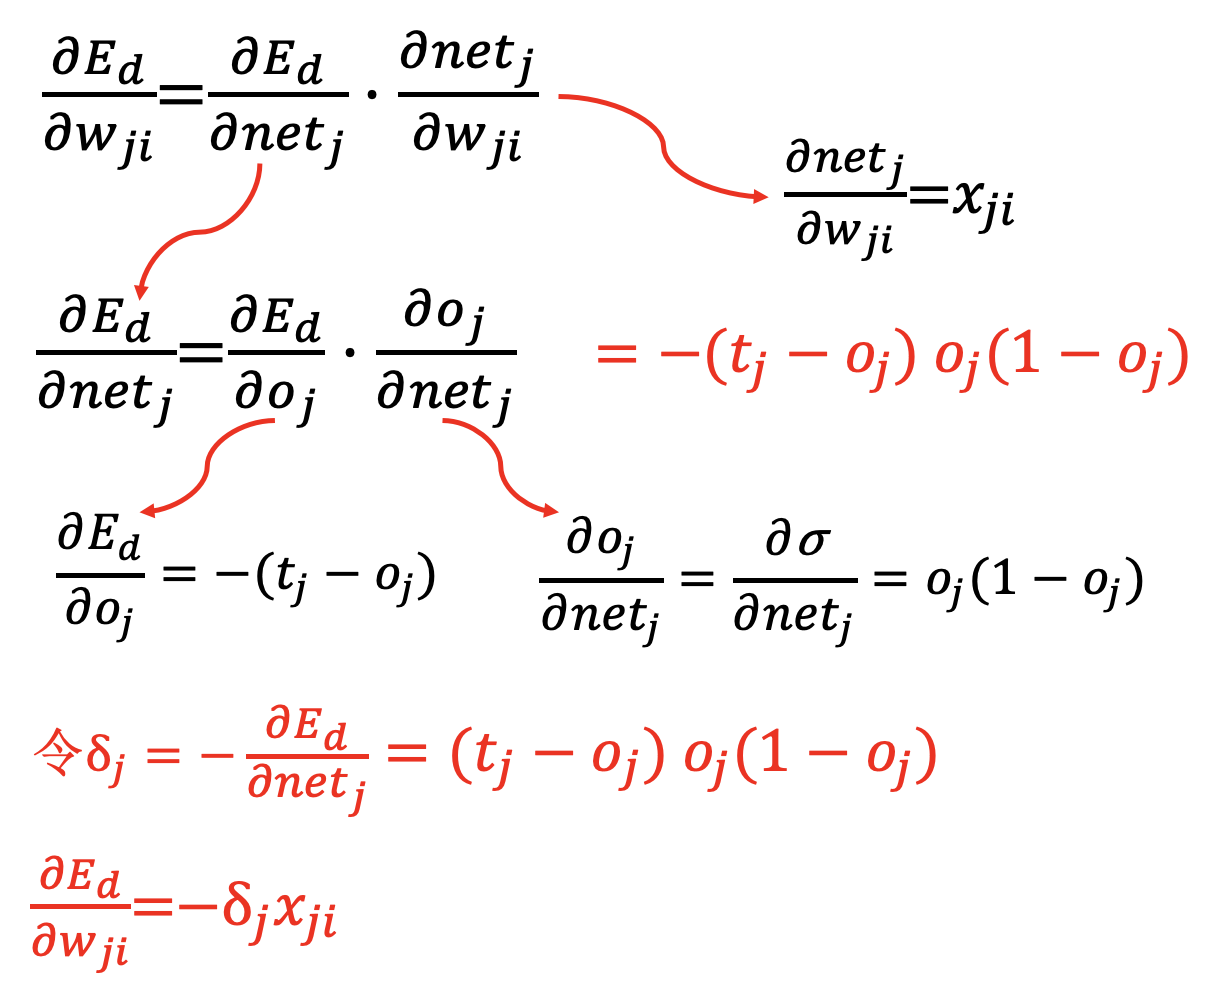 ∂E_d/∂w_ji = ∂E_d/∂net_j · ∂net_j/∂w_ji
∂net_j/∂w_ji = x_ji
∂E_d/∂net_j = ∂E_d/∂o_j · ∂o_j/∂net_j = −(t_j − o_j) o_j(1 − o_j)
∂E_d/∂o_j = −(t_j − o_j)
∂o_j/∂net_j = ∂σ/∂net_j = o_j(1 − o_j)
令δ_j = −∂E_d/∂net_j = (t_j − o_j) o_j(1 − o_j)
∂E_d/∂w_ji = −δ_j x_ji